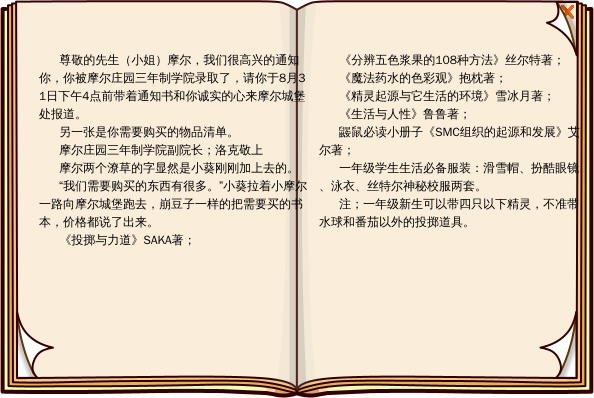 尊敬的先生（小姐）摩尔，我们很高兴的通知
你，你被摩尔庄园三年制学院录取了，请你于8月3
1日下午4点前带着通知书和你诚实的心来摩尔城堡
处报道。
另一张是你需要购买的物品清单。
摩尔庄园三年制学院副院长；洛克敬上
摩尔两个潦草的字显然是小葵刚刚加上去的。
“我们需要购买的东西有很多。”小葵拉着小摩尔
一路向摩尔城堡跑去，崩豆子一样的把需要买的书
本，价格都说了出来。
《投掷与力道》SAKA著；
《分辨五色浆果的108种方法》丝尔特著；
《魔法药水的色彩观》抱枕著；
《精灵起源与它生活的环境》雪冰月著；
《生活与人性》鲁鲁著；
鼹鼠必读小册子《SMC组织的起源和发展》艾
尔著；
一年级学生生活必备服装：滑雪帽、扮酷眼镜
、泳衣、丝特尔神秘校服两套。
注；一年级新生可以带四只以下精灵，不准带
水球和番茄以外的投掷道具。